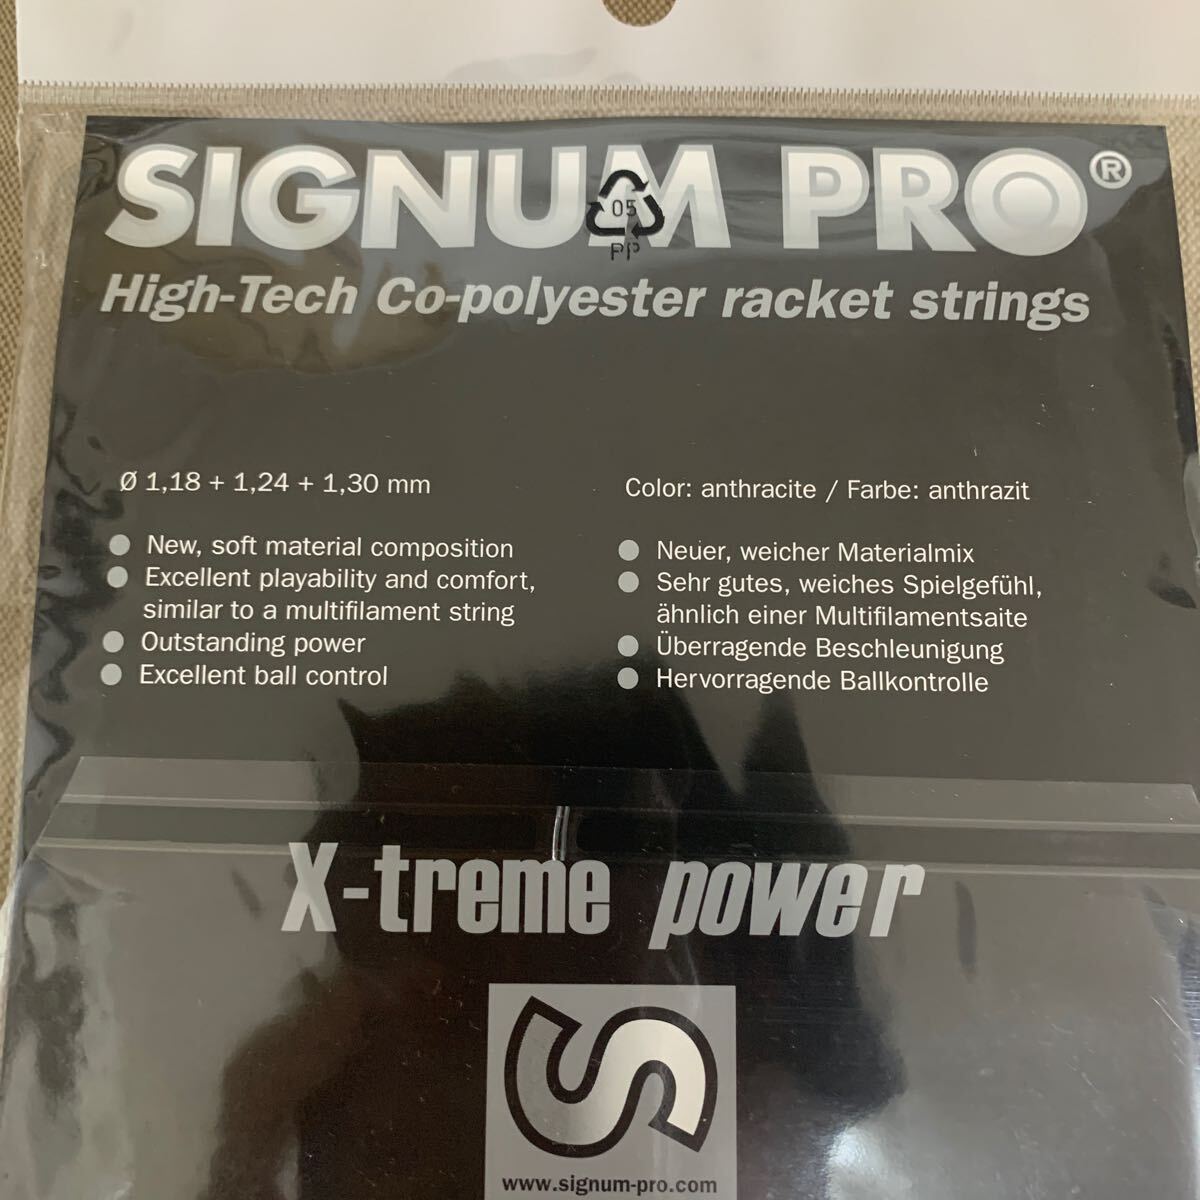 SIGNUM PRO®
05
PP
High-Tech Co-polyester racket strings
Ø 1,18 + 1,24 + 1,30 mm
New, soft material composition
Excellent playability and comfort,
similar to a multifilament string
Outstanding power
Excellent ball control
Color: anthracite / Farbe: anthrazit
Neuer, weicher Materialmix
Sehr gutes, weiches Spielgefühl,
ähnlich einer Multifilamentsaite
Überragende Beschleunigung
Hervorragende Ballkontrolle
X-treme power
www.signum-pro.com